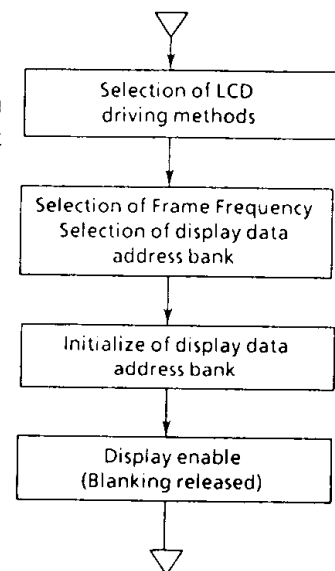 Selection of LCD
driving methods
Selection of Frame Frequency
Selection of display data
address bank
Initialize of display data
address bank
Display enable
(Blanking released)